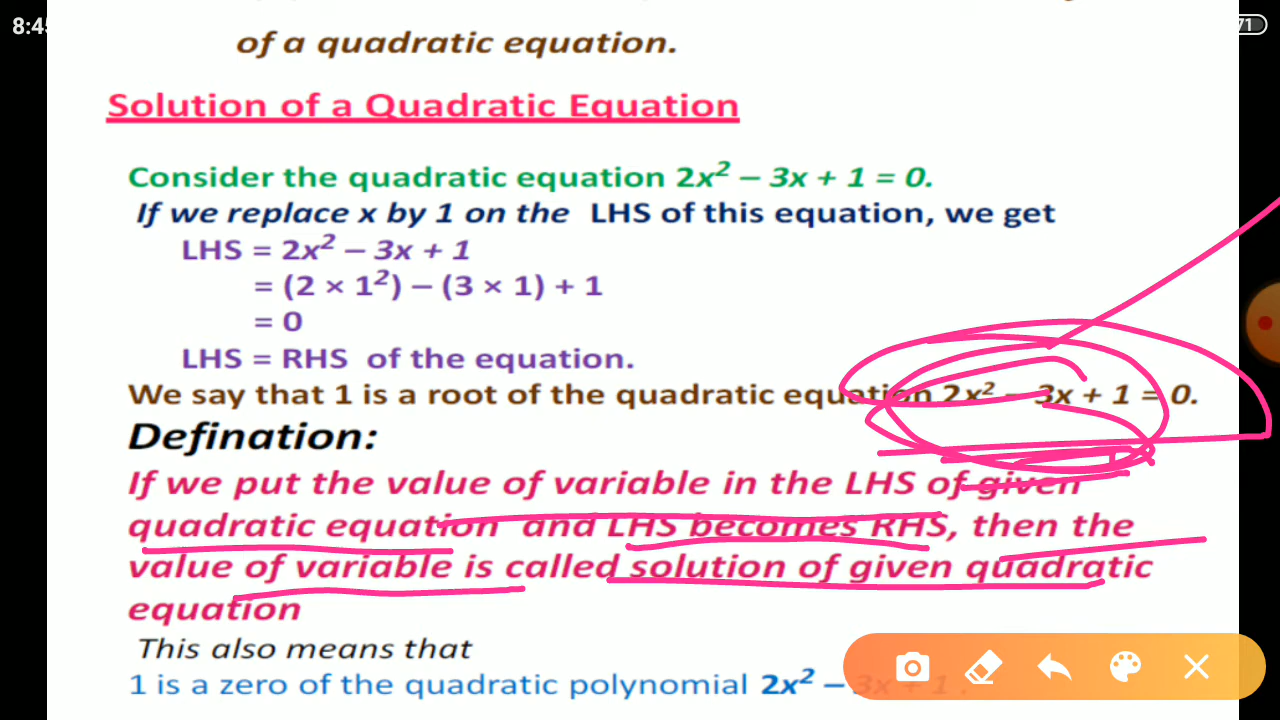 8:45
71
of a quadratic equation.
Solution of a Quadratic Equation
Consider the quadratic equation 2x² – 3x + 1 = 0.
If we replace x by 1 on the LHS of this equation, we get
LHS = 2x² – 3x + 1
= (2 × 1²) – (3 × 1) + 1
= 0
LHS = RHS of the equation.
We say that 1 is a root of the quadratic equation 2x² – 3x + 1 = 0.
Defination:
If we put the value of variable in the LHS of given
quadratic equation and LHS becomes RHS, then the
value of variable is called solution of given quadratic
equation
This also means that
1 is a zero of the quadratic polynomial 2x² – 3x + 1 .